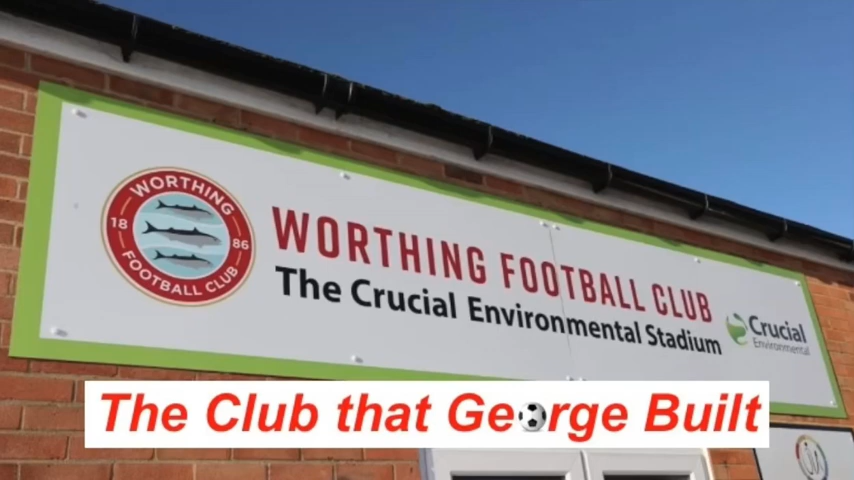 WORTHING
18 86
FOOTBALL CLUB
WORTHING FOOTBALL CLUB
The Crucial Environmental Stadium
Crucial
Environmental
The Club that George Built